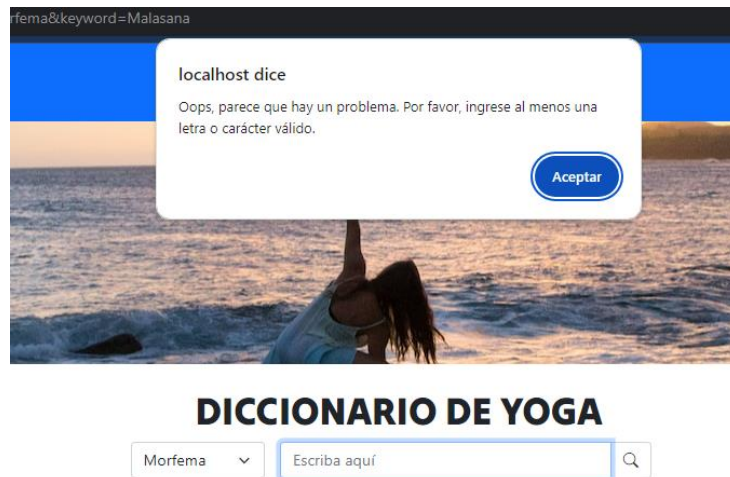 rfema&keyword=Malasana
localhost dice
Oops, parece que hay un problema. Por favor, ingrese al menos una
letra o carácter válido.
Aceptar
DICCIONARIO DE YOGA
Morfema
Escriba aquí